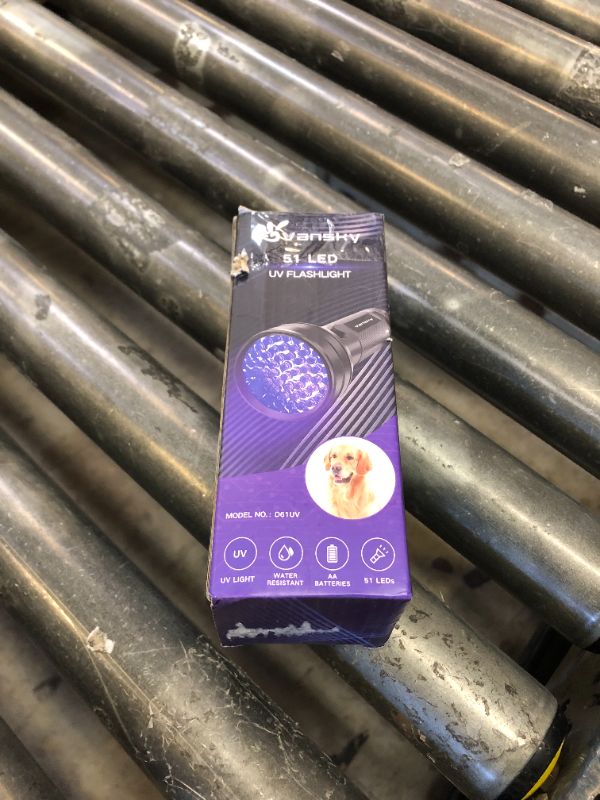 Vansky
51 LED
UV FLASHLIGHT
MODEL NO.: D61UV
UV
UV LIGHT
WATER
RESISTANT
AA
BATTERIES
51 LEDs